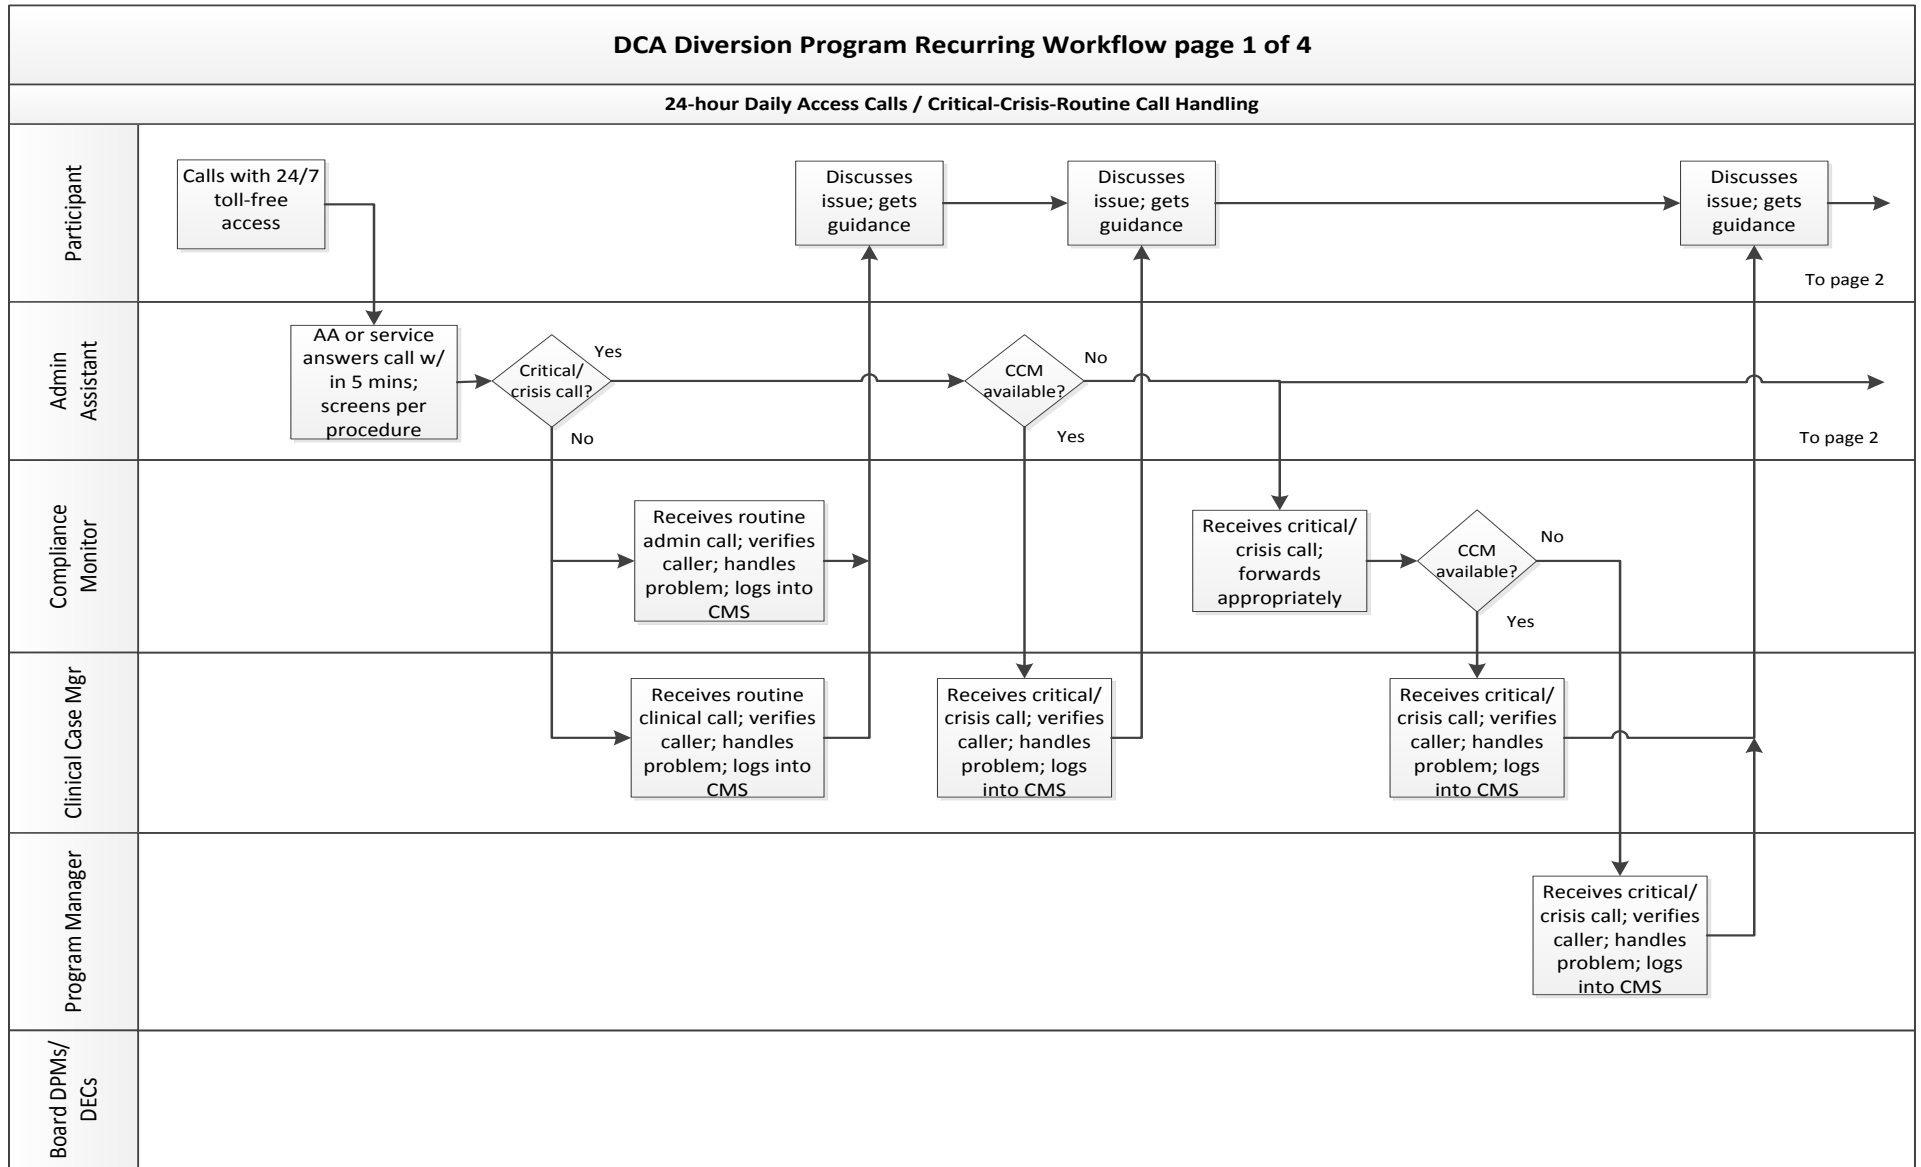 DCA Diversion Program Recurring Workflow page 1 of 4
24-hour Daily Access Calls / Critical-Crisis-Routine Call Handling
Participant
Calls with 24/7
toll-free
access
Discusses
issue; gets
guidance
Discusses
issue; gets
guidance
Discusses
issue; gets
guidance
To page 2
Admin
Assistant
AA or service
answers call w/
in 5 mins;
screens per
procedure
Critical/
crisis call?
Yes
No
CCM
available?
No
Yes
To page 2
Compliance
Monitor
Receives routine
admin call; verifies
caller; handles
problem; logs into
CMS
Receives critical/
crisis call;
forwards
appropriately
CCM
available?
No
Yes
Clinical Case Mgr
Receives routine
clinical call; verifies
caller; handles
problem; logs into
CMS
Receives critical/
crisis call; verifies
caller; handles
problem; logs
into CMS
Receives critical/
crisis call; verifies
caller; handles
problem; logs
into CMS
Program Manager
Receives critical/
crisis call; verifies
caller; handles
problem; logs
into CMS
Board DPMs/
DECs